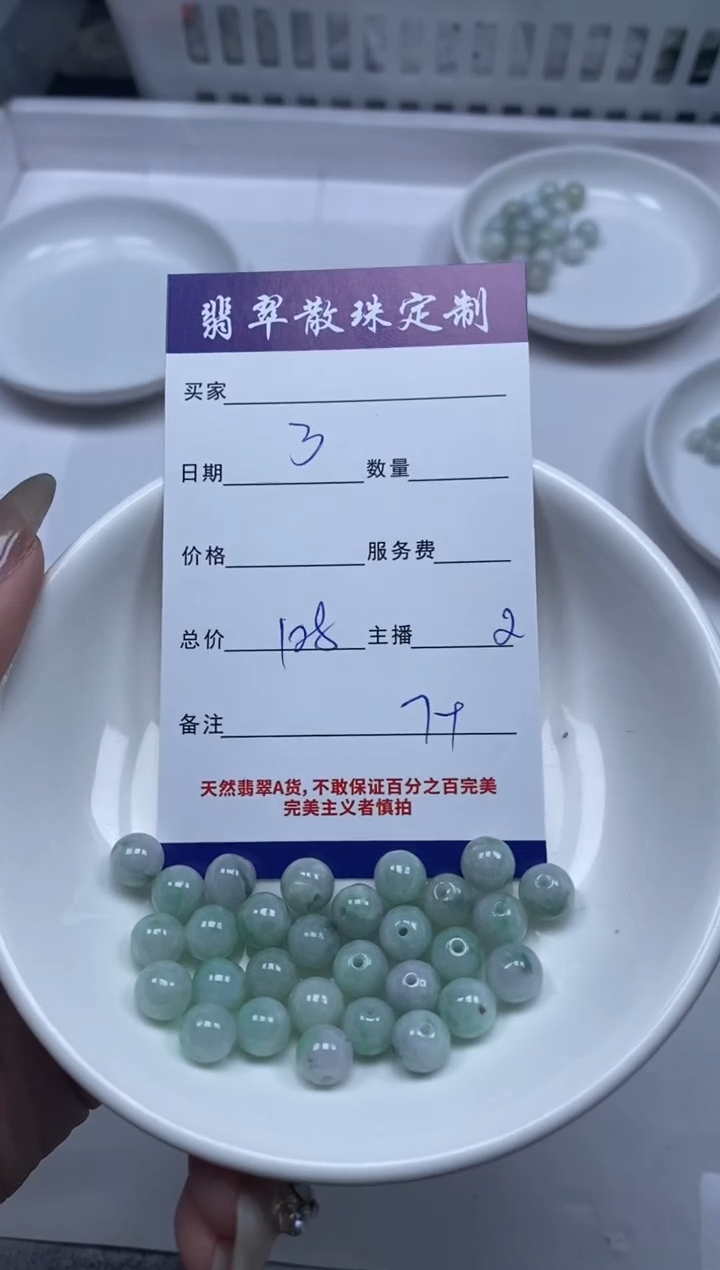 翡翠散珠定制
买家
日期 3 数量
价格 服务费
总价 128 主播 2
备注 7+
天然翡翠A货,不敢保证百分之百完美
完美主义者慎拍